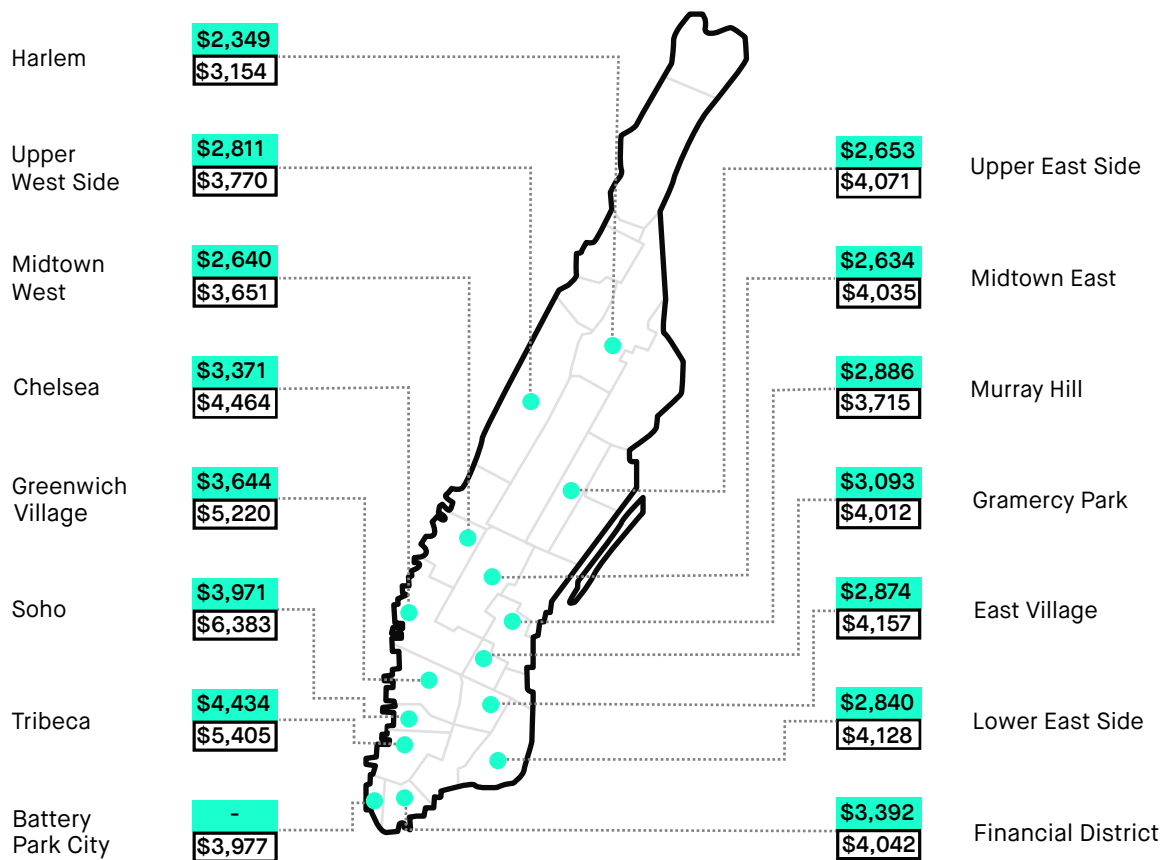 Harlem
$2,349
$3,154
Upper
West Side
$2,811
$3,770
Midtown
West
$2,640
$3,651
Chelsea
$3,371
$4,464
Greenwich
Village
$3,644
$5,220
Soho
$3,971
$6,383
Tribeca
$4,434
$5,405
Battery
Park City
-
$3,977
$2,653
$4,071
Upper East Side
$2,634
$4,035
Midtown East
$2,886
$3,715
Murray Hill
$3,093
$4,012
Gramercy Park
$2,874
$4,157
East Village
$2,840
$4,128
Lower East Side
$3,392
$4,042
Financial District